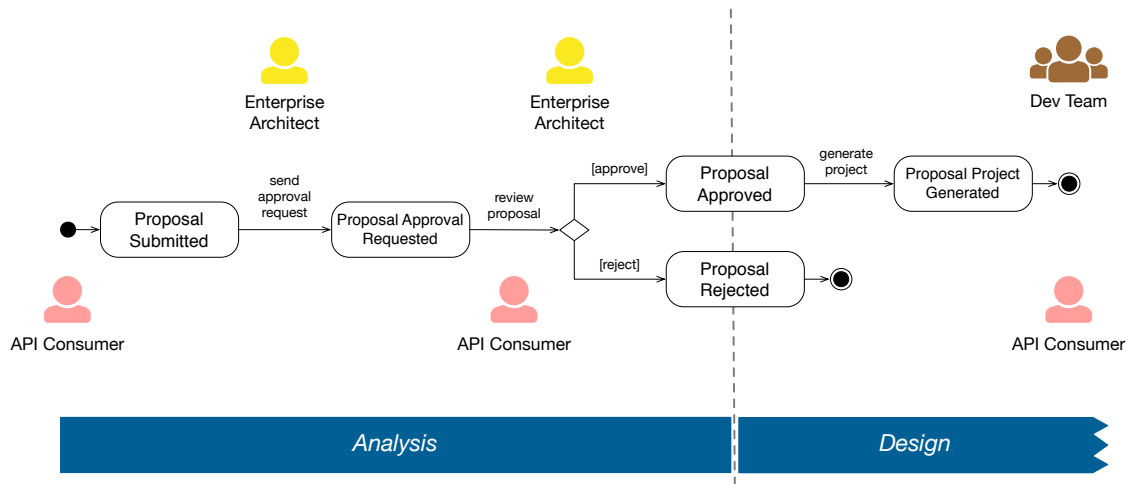 Enterprise
Architect
Enterprise
Architect
Dev Team
send
approval
request
review
proposal
[approve]
generate
project
Proposal
Submitted
Proposal Approval
Requested
Proposal
Approved
Proposal Project
Generated
[reject]
Proposal
Rejected
API Consumer
API Consumer
API Consumer
Analysis
Design